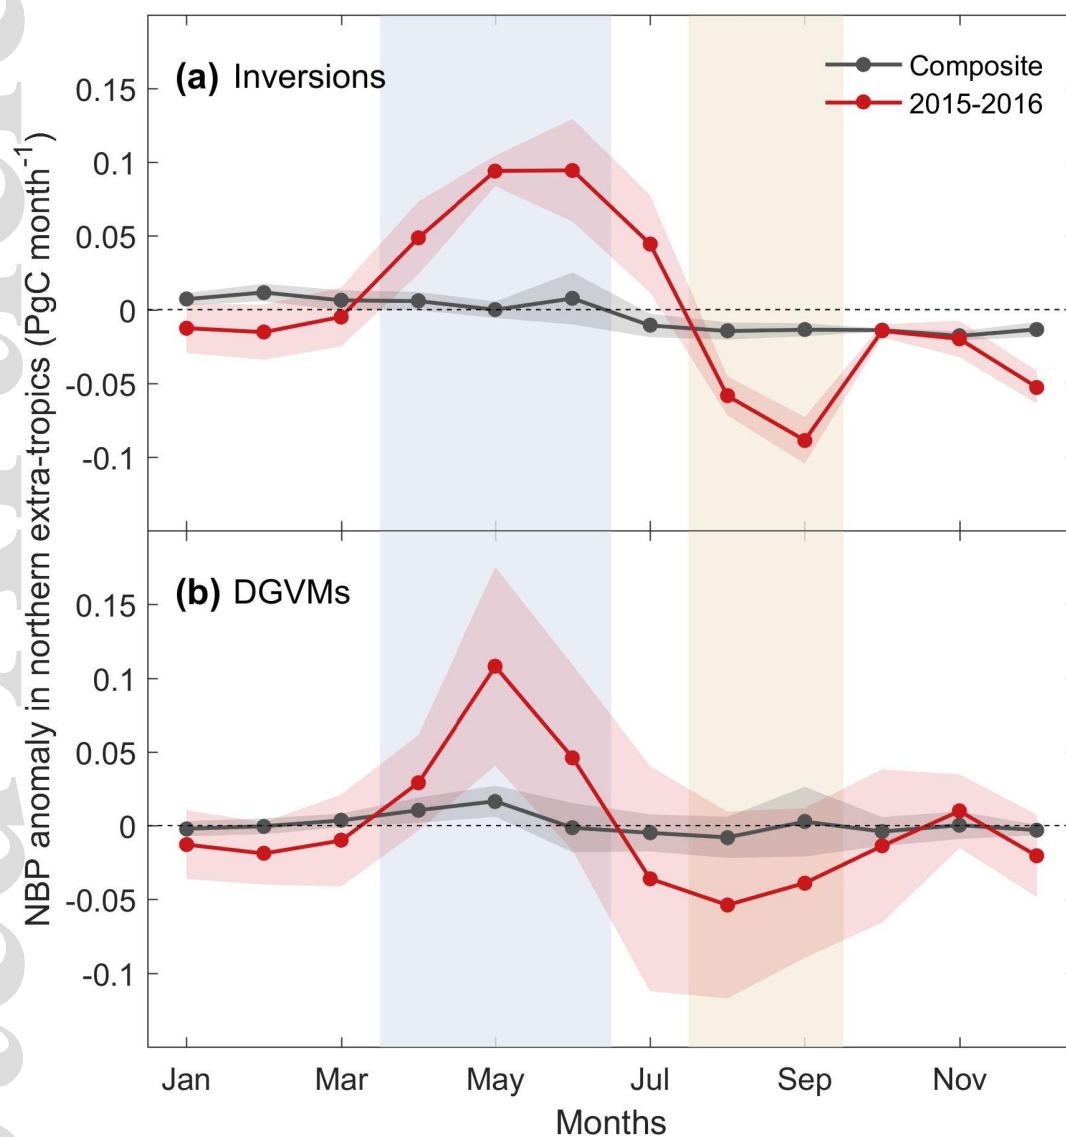 (a) Inversions
Composite
2015-2016
0.15
0.1
0.05
0
-0.05
-0.1
NBP anomaly in northern extra-tropics (PgC month-1)
(b) DGVMs
0.15
0.1
0.05
0
-0.05
-0.1
Jan Mar May Jul Sep Nov
Months